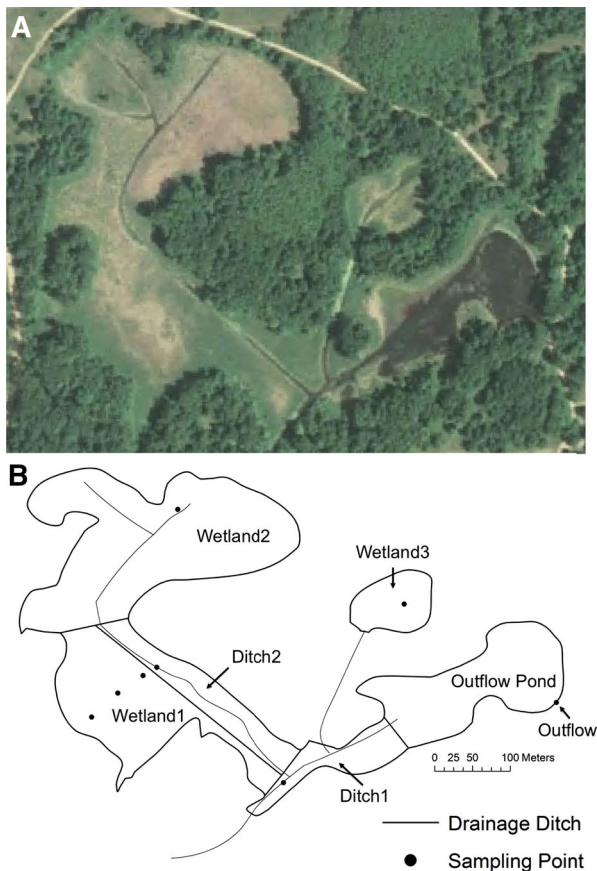 A
B
Wetland2
Wetland3
Ditch2
Outflow Pond
Wetland1
Outflow
0 25 50 100 Meters
Ditch1
Drainage Ditch
Sampling Point